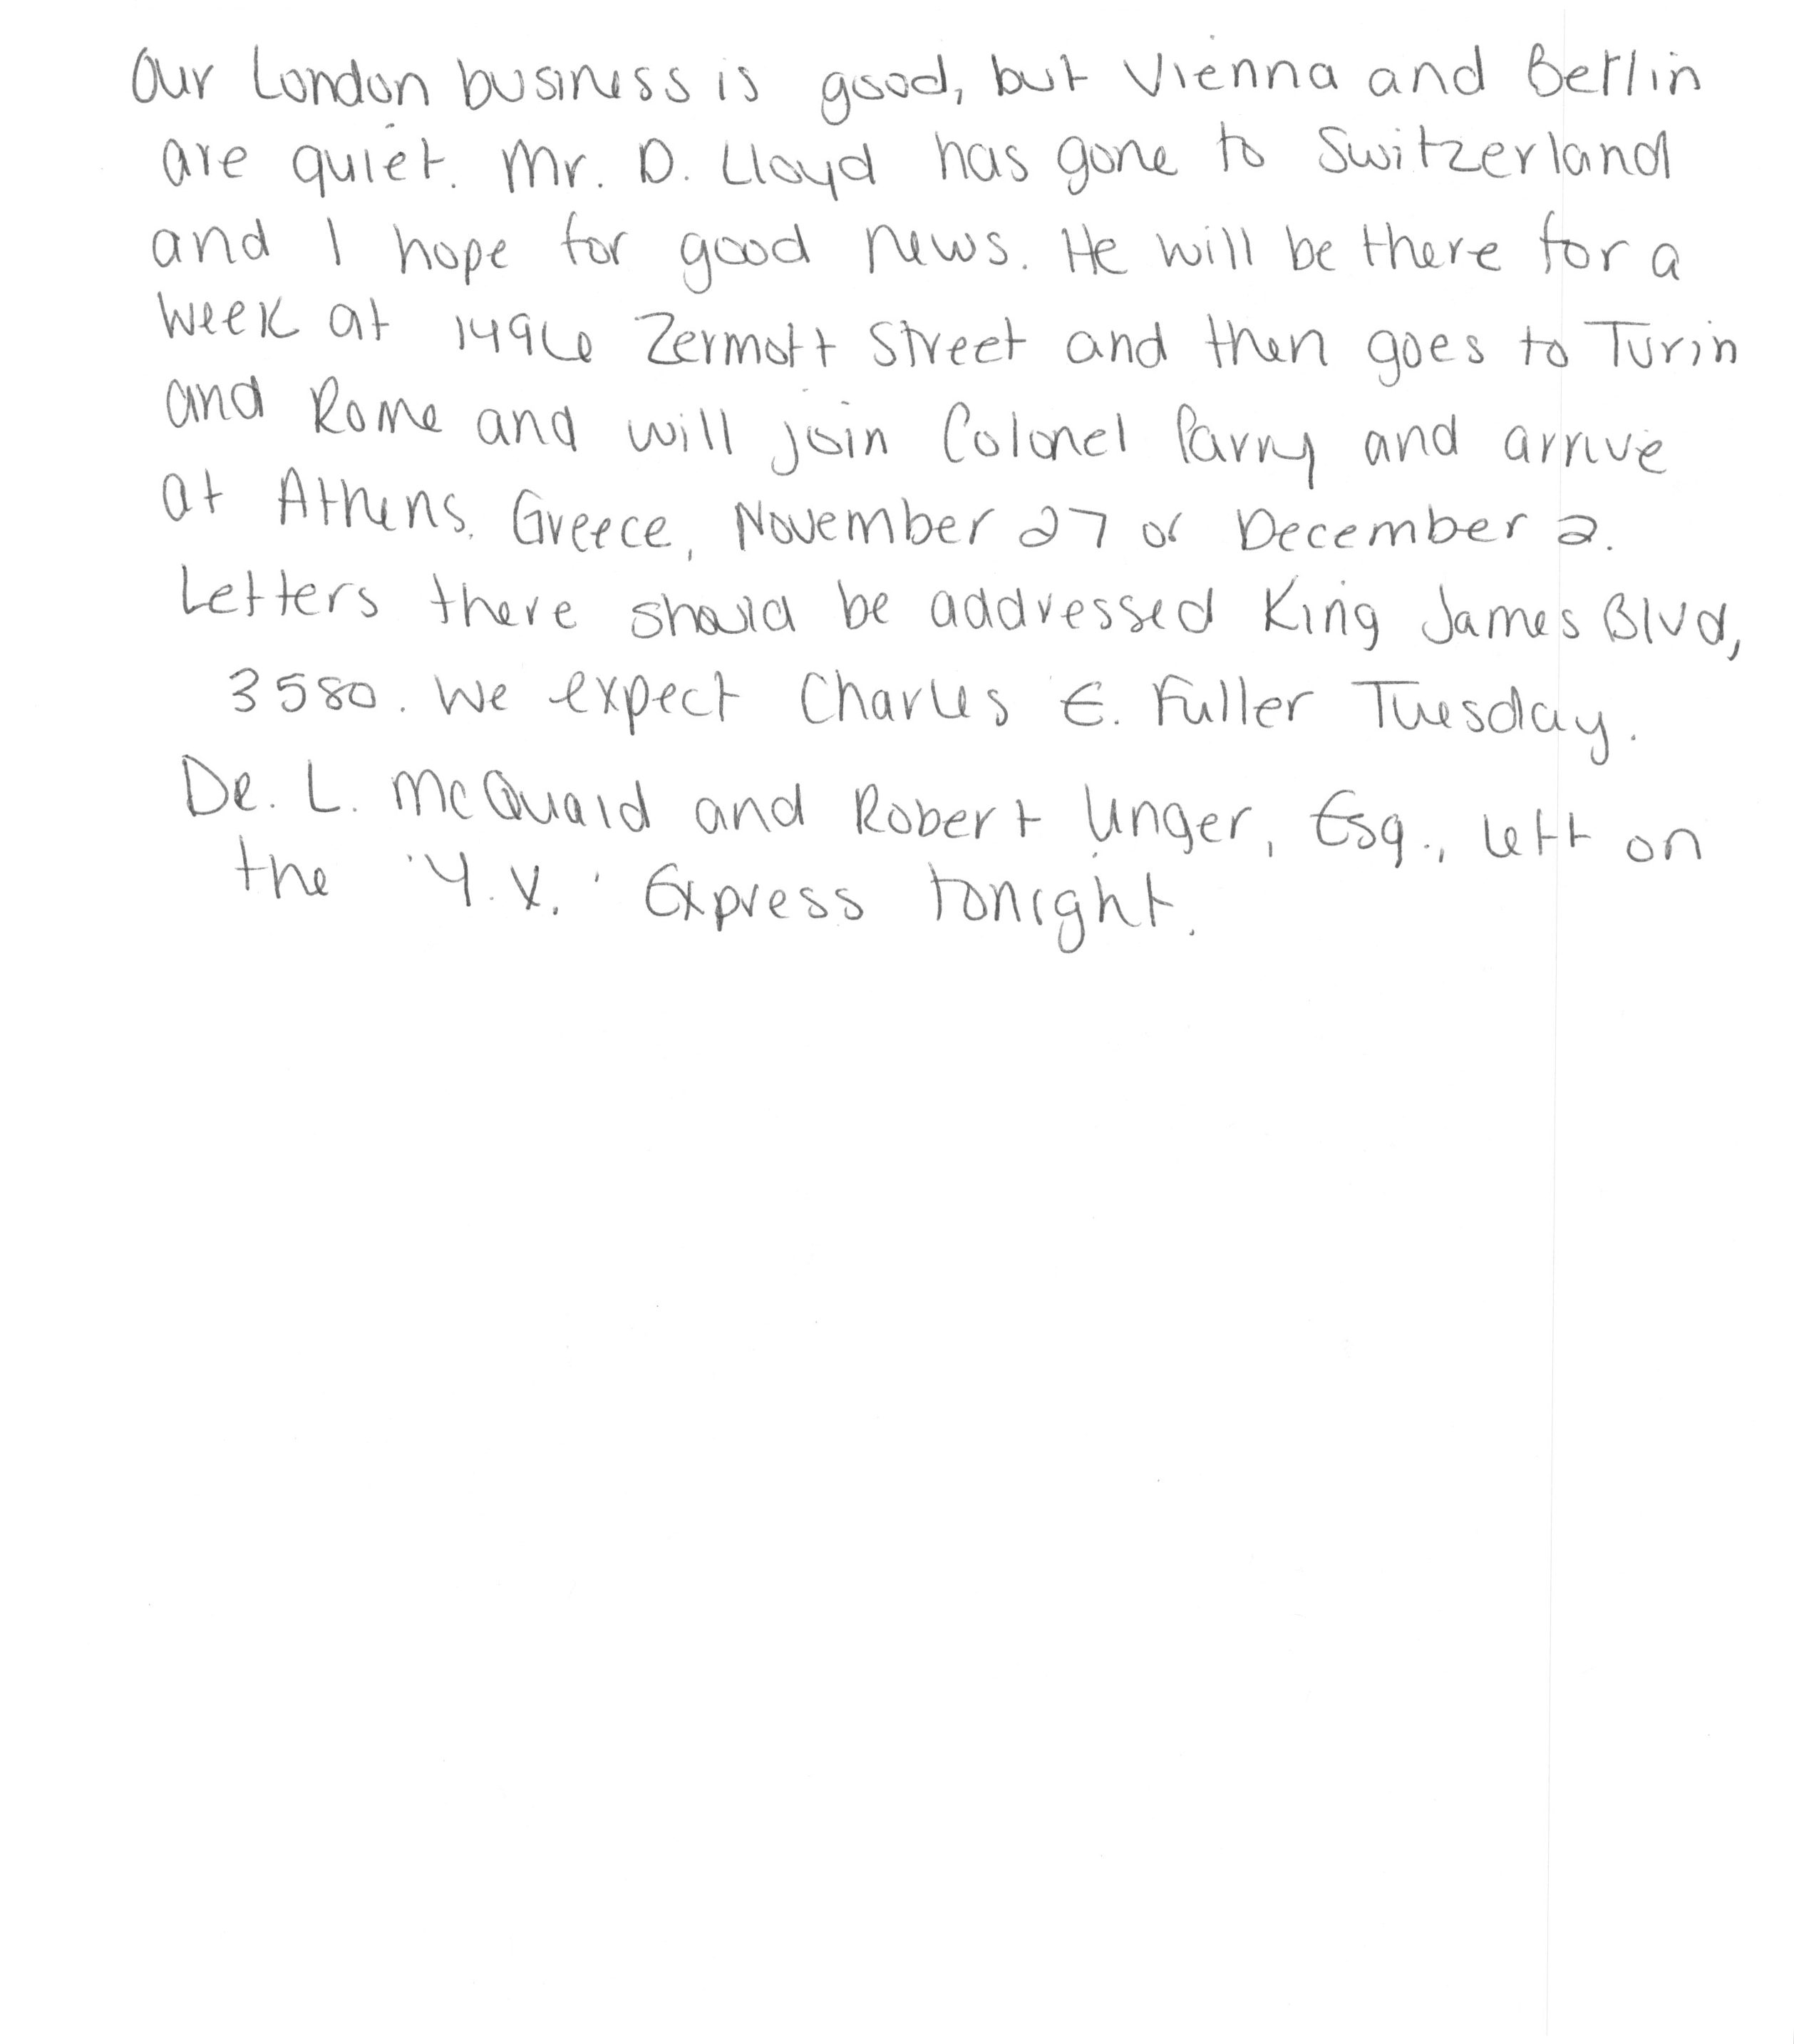 Our London business is good, but Vienna and Berlin
are quiet. Mr. D. Lloyd has gone to Switzerland
and I hope for good news. He will be there for a
week at 1496 Zermott Street and then goes to Turin
and Rome and will join Colonel Parry and arrive
at Athens, Greece, November 27 or December 2.
Letters there should be addressed King James Blvd,
3580. We expect Charles E. Fuller Tuesday.
Dr. L. McQuaid and Robert Unger, Esq., left on
the 'Y.X.' Express tonight.